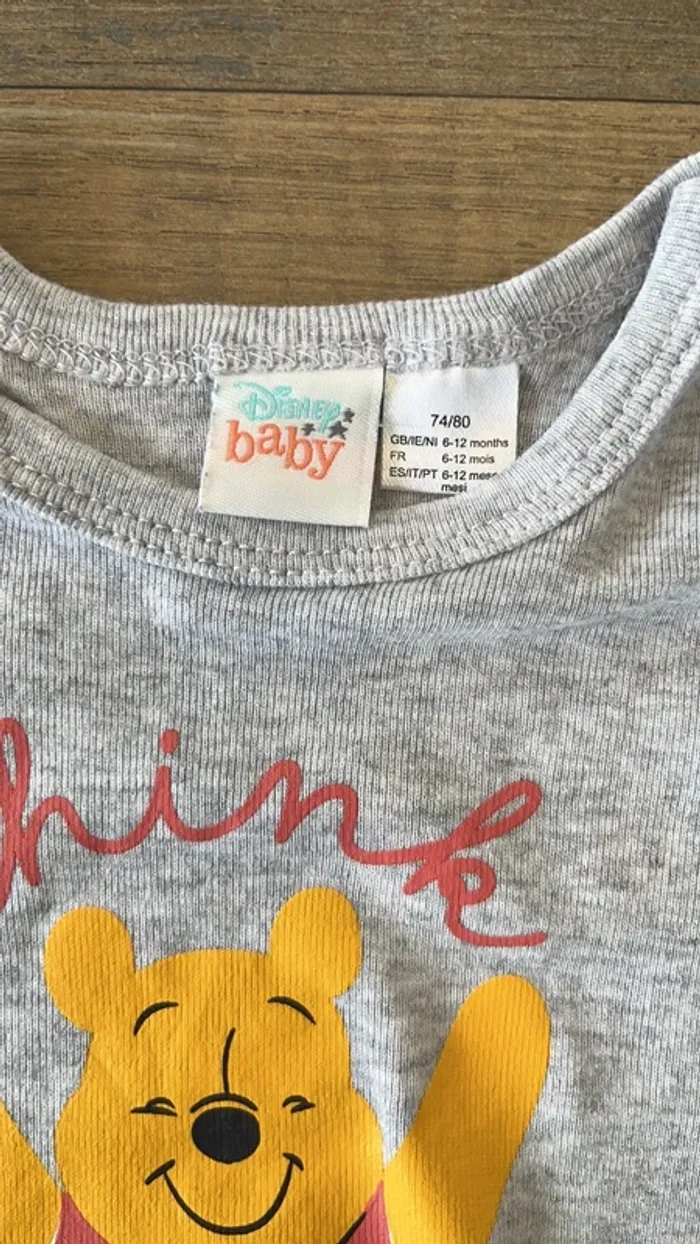 Disney
baby
74/80
GB/IE/NI 6-12 months
FR 6-12 mois
ES/IT/PT 6-12 mese
mesi
hink